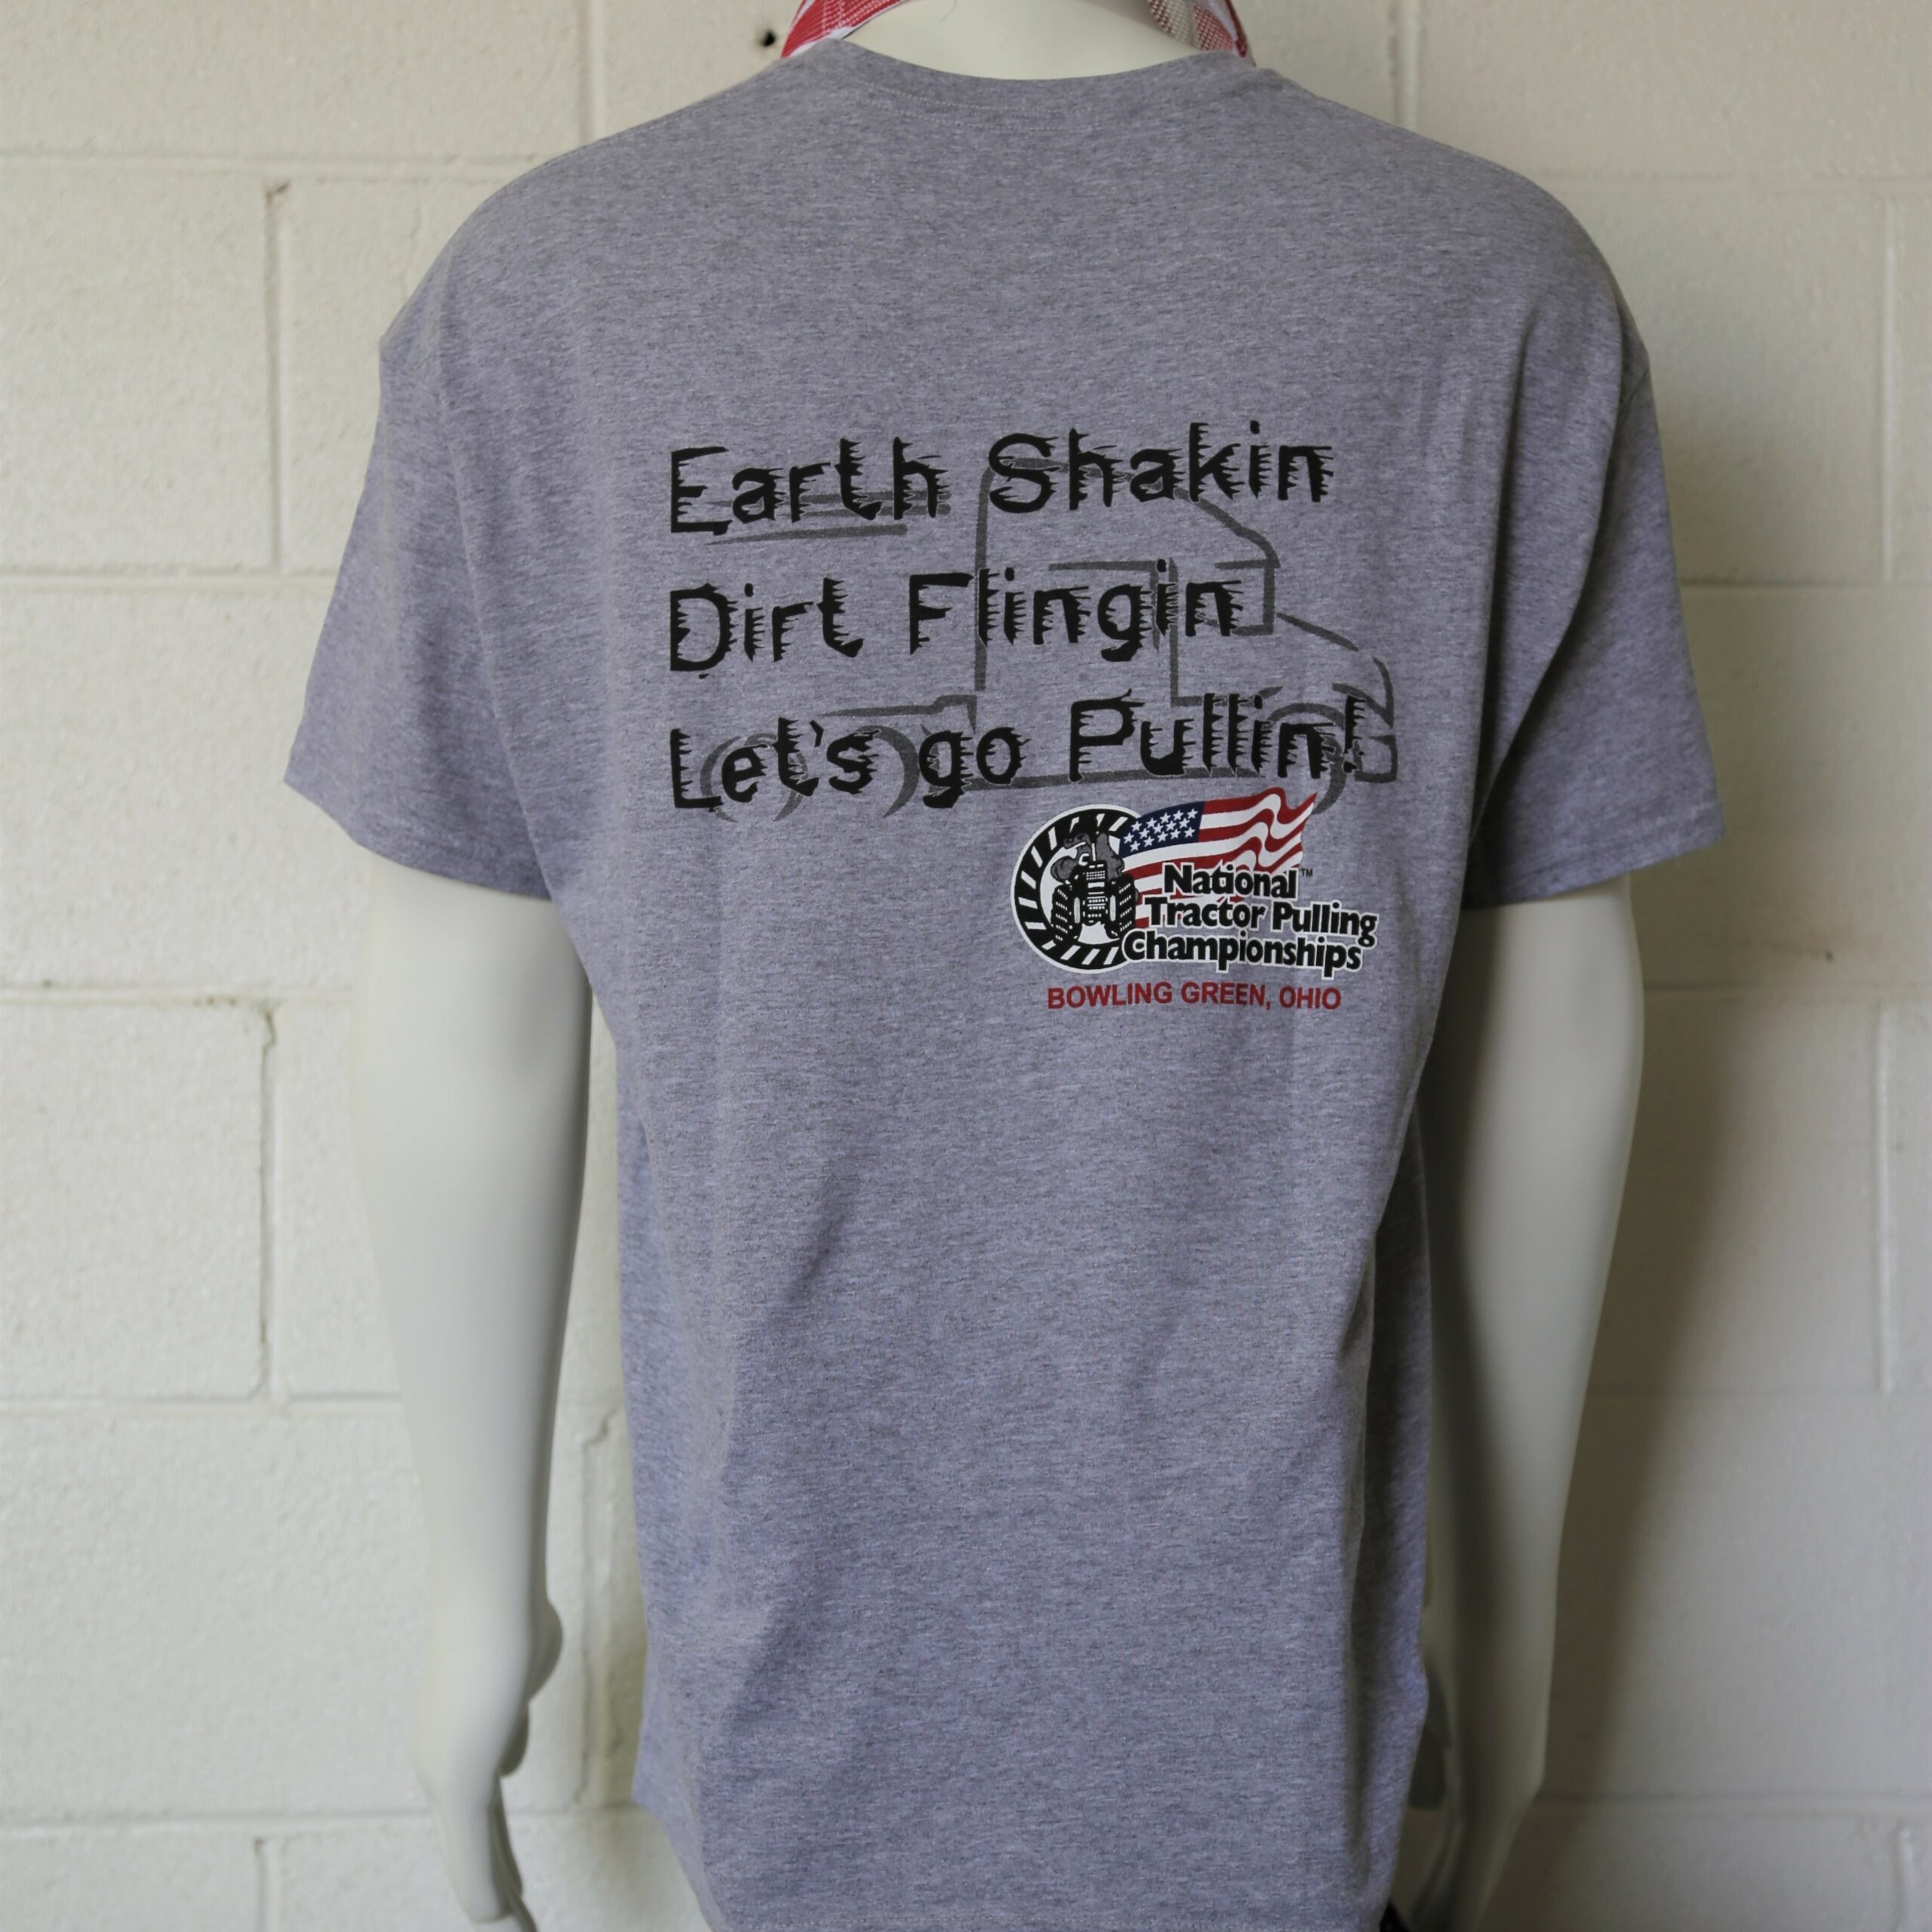 Earth Shakin
Dirt Flingin
Let's go Pullin!
National™
Tractor Pulling
Championships
BOWLING GREEN, OHIO